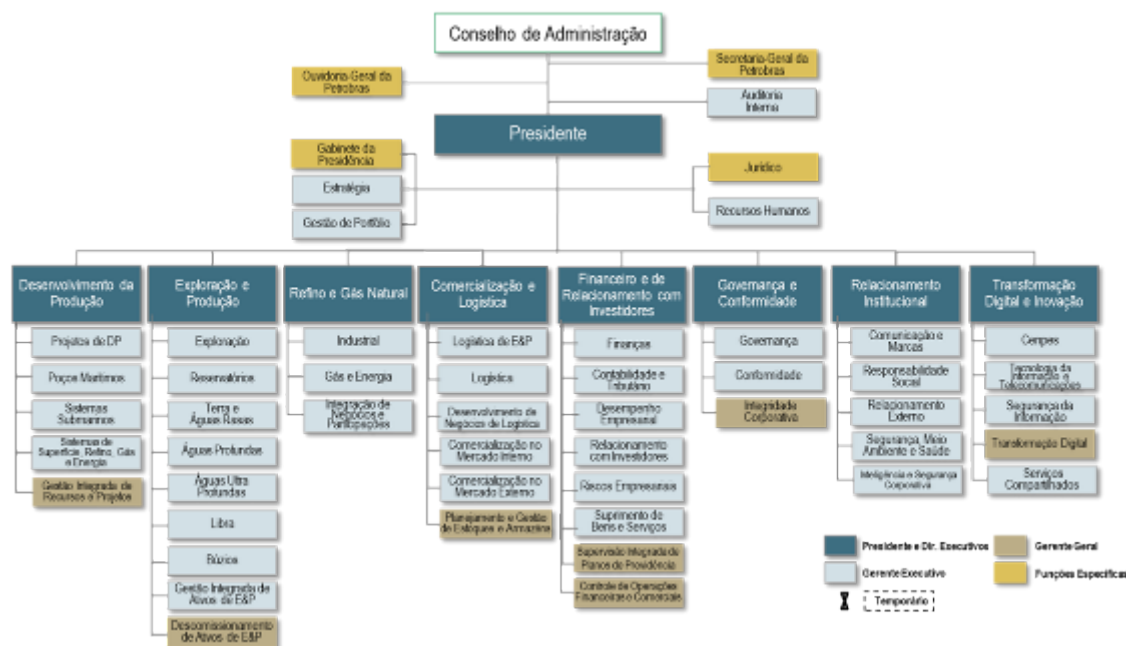 Conselho de Administração
Ouvidoria-Geral da
Petrobras
Secretaria-Geral da
Petrobras
Auditoria
Interna
Presidente
Gabinete da
Presidência
Estratégia
Gestão de Portfólio
Jurídico
Recursos Humanos
Desenvolvimento da
Produção
Projetos de DP
Poços Marítimos
Sistemas
Submarinos
Sistemas de
Superfície, Refino, Gás
e Energia
Gestão Integrada de
Recursos e Projetos
Exploração e
Produção
Exploração
Reservatórios
Terra e
Águas Rasas
Águas Profundas
Águas Ultra
Profundas
Libra
Búzios
Gestão Integrada de
Ativos de E&P
Descomissionamento
de Ativos de E&P
Refino e Gás Natural
Industrial
Gás e Energia
Integração de
Negócios e
Participações
Comercialização e
Logística
Logística de E&P
Logística
Desenvolvimento de
Negócios de Logística
Comercialização no
Mercado Interno
Comercialização no
Mercado Externo
Planejamento e Gestão
de Estoques e Armazéns
Financeiro e de
Relacionamento com
Investidores
Finanças
Contabilidade e
Tributário
Desempenho
Empresarial
Relacionamento
com Investidores
Riscos Empresariais
Suprimento de
Bens e Serviços
Supervisão Integrada de
Planos de Previdência
Controle de Operações
Financeiras e Comerciais
Governança e
Conformidade
Governança
Conformidade
Integridade
Corporativa
Relacionamento
Institucional
Comunicação e
Marcas
Responsabilidade
Social
Relacionamento
Externo
Segurança, Meio
Ambiente e Saúde
Inteligência e Segurança
Corporativa
Transformação
Digital e Inovação
Cenpes
Tecnologia da
Informação e
Telecomunicações
Segurança da
Informação
Transformação Digital
Serviços
Compartilhados
Presidente e Dir. Executivos
Gerente Geral
Gerente Executivo
Funções Específicas
Temporário